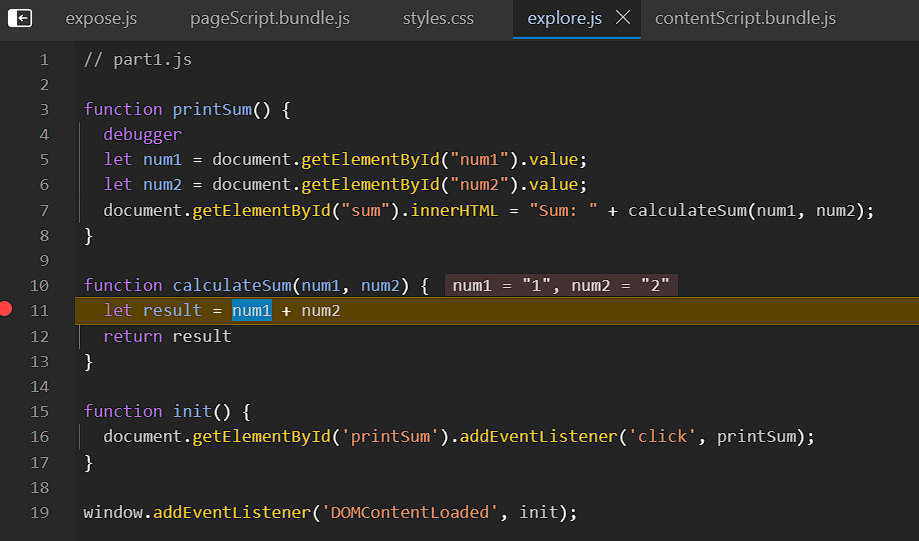 expose.js pageScript.bundle.js styles.css explore.js contentScript.bundle.js
1 // part1.js
2
3 function printSum() {
4 debugger
5 let num1 = document.getElementById("num1").value;
6 let num2 = document.getElementById("num2").value;
7 document.getElementById("sum").innerHTML = "Sum: " + calculateSum(num1, num2);
8 }
9
10 function calculateSum(num1, num2) { num1 = "1", num2 = "2"
11 let result = num1 + num2
12 return result
13 }
14
15 function init() {
16 document.getElementById('printSum').addEventListener('click', printSum);
17 }
18
19 window.addEventListener('DOMContentLoaded', init);